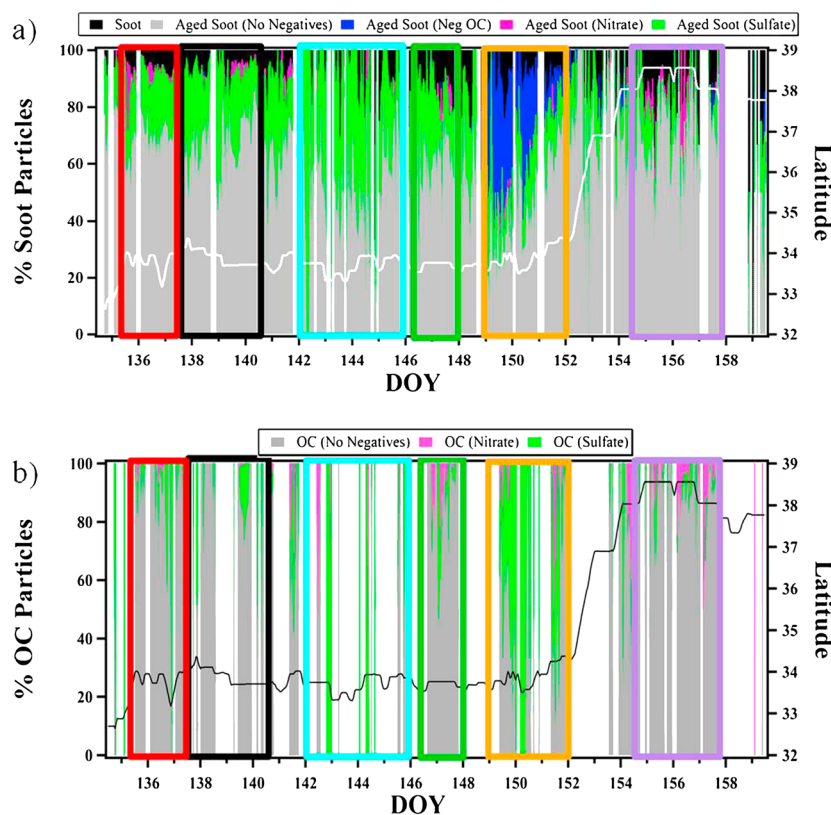 a)
Soot Aged Soot (No Negatives) Aged Soot (Neg OC) Aged Soot (Nitrate) Aged Soot (Sulfate)
100
80
60
40
20
0
% Soot Particles
39
38
37
36
35
34
33
32
Latitude
136 138 140 142 144 146 148 150 152 154 156 158
DOY
b)
OC (No Negatives) OC (Nitrate) OC (Sulfate)
100
80
60
40
20
0
% OC Particles
39
38
37
36
35
34
33
32
Latitude
136 138 140 142 144 146 148 150 152 154 156 158
DOY